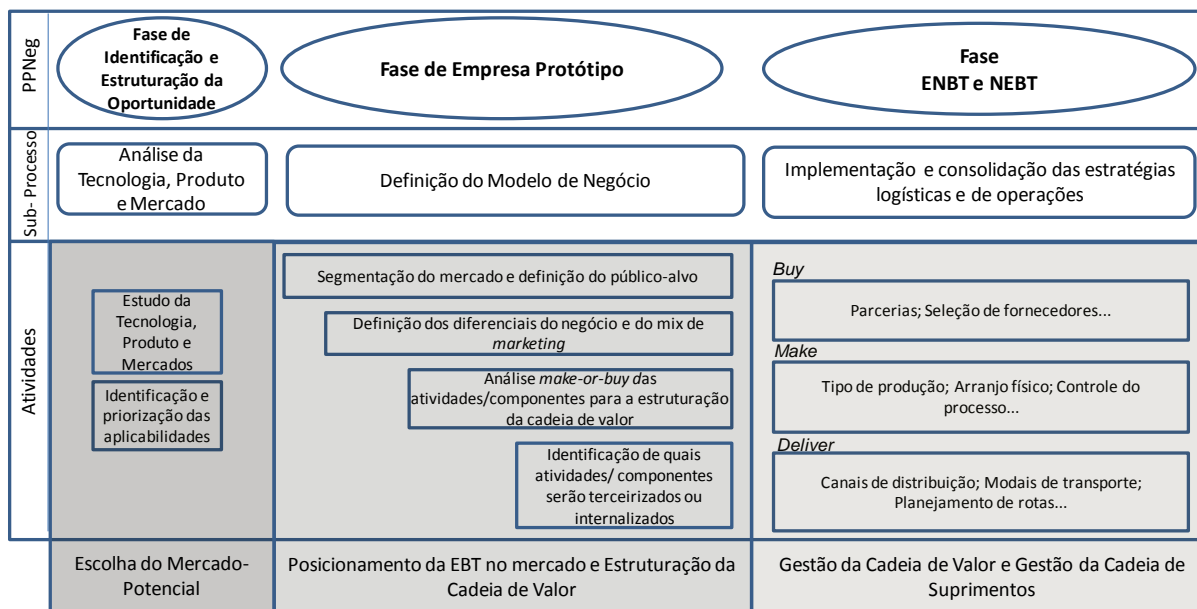 PPNeg
Fase de
Identificação e
Estruturação da
Oportunidade
Fase de Empresa Protótipo
Fase
ENBT e NEBT
Sub- Processo
Análise da
Tecnologia, Produto
e Mercado
Definição do Modelo de Negócio
Implementação e consolidação das estratégias
logísticas e de operações
Atividades
Estudo da
Tecnologia,
Produto e
Mercados
Identificação e
priorização das
aplicabilidades
Segmentação do mercado e definição do público-alvo
Definição dos diferenciais do negócio e do mix de
marketing
Análise make-or-buy das
atividades/componentes para a estruturação
da cadeia de valor
Identificação de quais
atividades/ componentes
serão terceirizados ou
internalizados
Buy
Parcerias; Seleção de fornecedores...
Make
Tipo de produção; Arranjo físico; Controle do
processo...
Deliver
Canais de distribuição; Modais de transporte;
Planejamento de rotas...
Escolha do Mercado-
Potencial
Posicionamento da EBT no mercado e Estruturação da
Cadeia de Valor
Gestão da Cadeia de Valor e Gestão da Cadeia de
Suprimentos